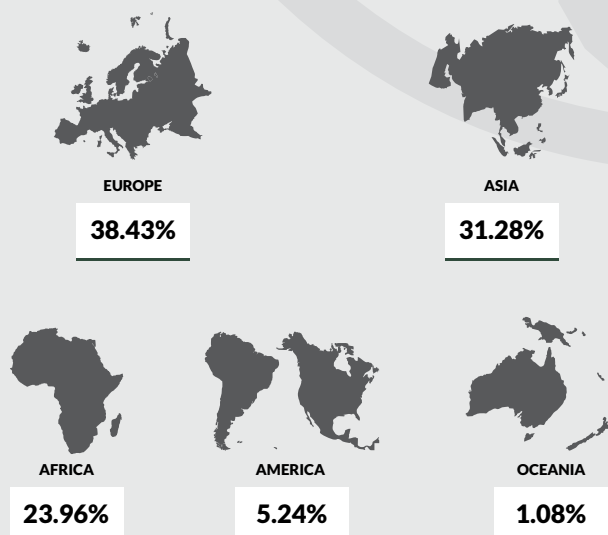 EUROPE
38.43%
ASIA
31.28%
AFRICA
23.96%
AMERICA
5.24%
OCEANIA
1.08%